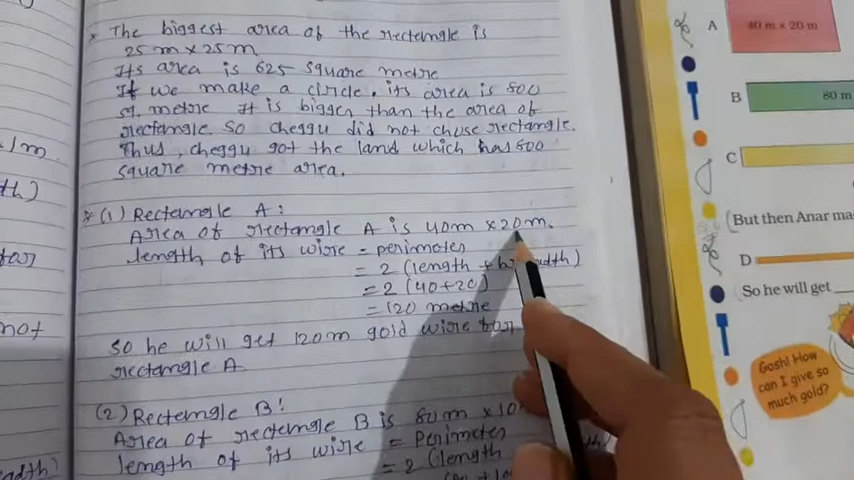 * The biggest area of the rectangle is
25m x 25m
Its area is 625 square metre
If we make a circle, its area is 800
sq. metre It is bigger than the area of
rectangle so cheggu did not chose rectangle.
Thus, cheggu got the land which has 800
square metre area.
* (1) Rectangle A:
Area of rectangle A is 40m x 20m.
length of its wire = perimeter
= 2 (length + breadth)
= 2 (40+20)
= 120 metre
so he will get 120m gold wire for
rectangle A
(2) Rectangle B:
Area of rectangle B is 80m x 10
length of its wire = Perimeter
= 2 (length
A
40 m x 20 m
B
80 m
C
But then Anar ma
D
So he will get
Gosh! How
can I give so
much gold?